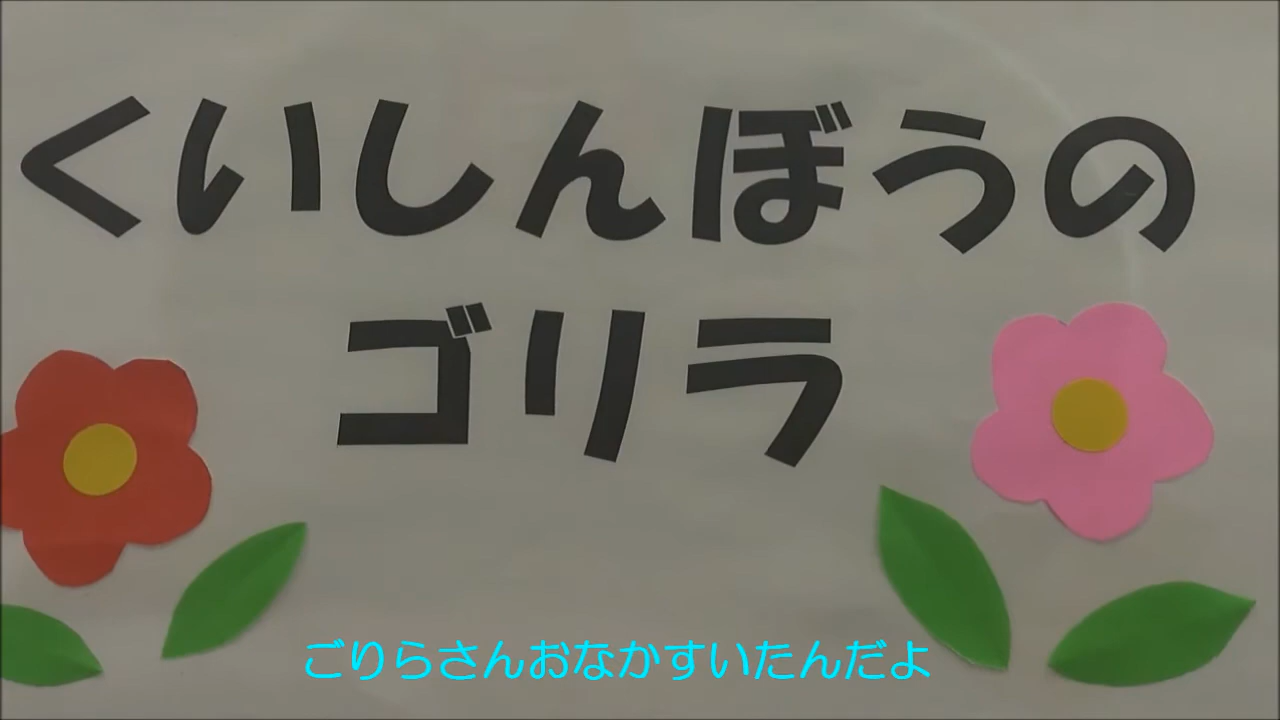 くいしんぼうの
ゴリラ
ごりらさんおなかすいたんだよ